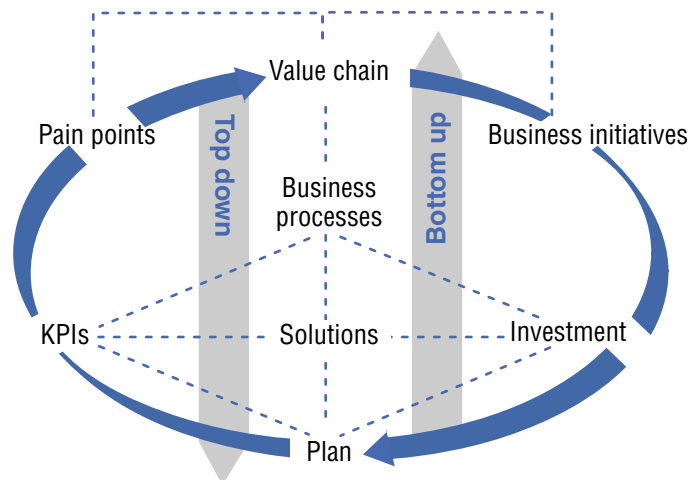 Value chain
Pain points
Business initiatives
Top down
Bottom up
Business
processes
KPIs
Solutions
Investment
Plan